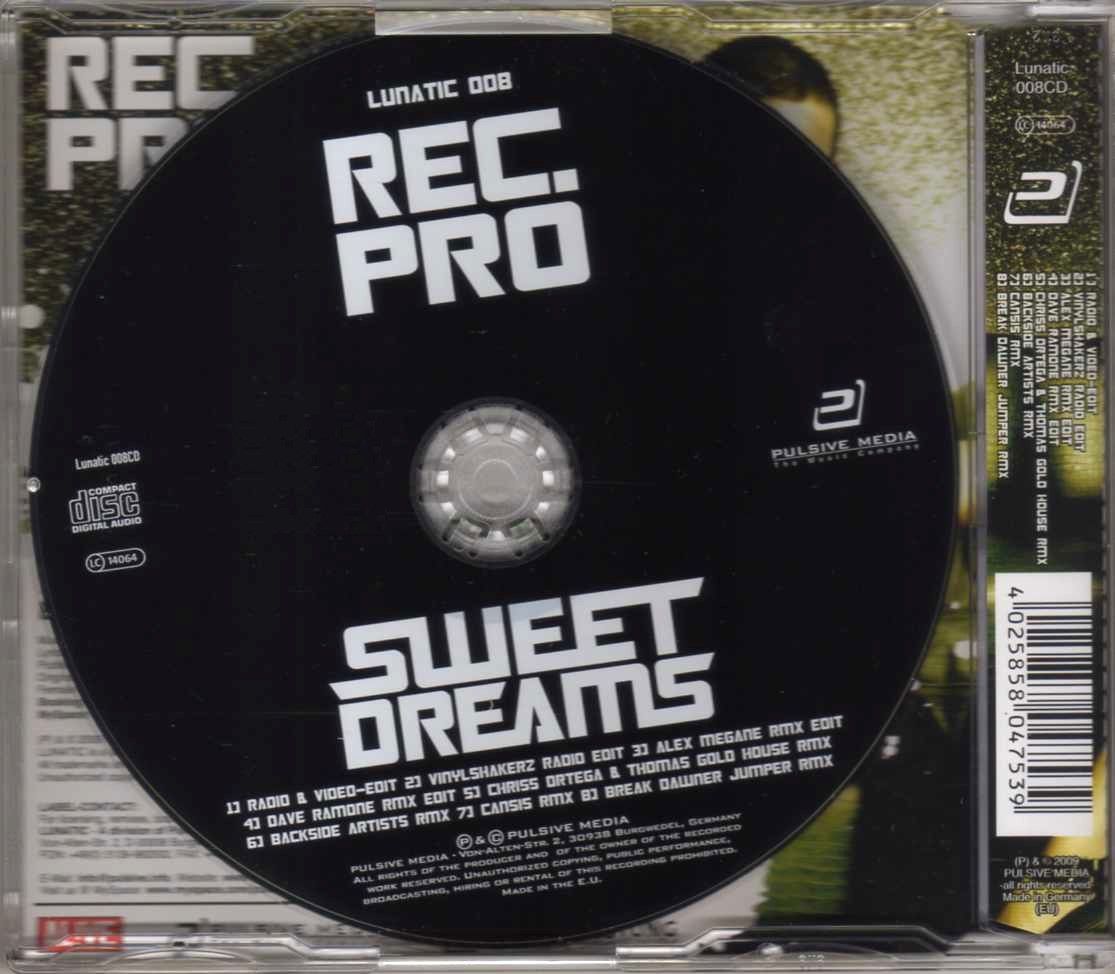 REC
PR
LUNATIC 008
REC.
PRO
PULSIVE MEDIA
The Music Company
Lunatic 008CD
COMPACT
disc
DIGITAL AUDIO
LC 14064
SWEET
DREAMS
1) RADIO & VIDEO-EDIT 2) VINYLSHAKERZ RADIO EDIT 3) ALEX MEGANE RMX EDIT
4) DAVE RAMONE RMX EDIT 5) CHRISS ORTEGA & THOMAS GOLD HOUSE RMX
6) BACKSIDE ARTISTS RMX 7) CANSIS RMX 8) BREAK DAWNER JUMPER RMX
Ⓟ & © PULSIVE MEDIA
PULSIVE MEDIA - VON-ALTEN-STR. 2, 30938 BURGWEDEL, GERMANY
ALL RIGHTS OF THE PRODUCER AND OF THE OWNER OF THE RECORDED
WORK RESERVED. UNAUTHORIZED COPYING, PUBLIC PERFORMANCE,
BROADCASTING, HIRING OR RENTAL OF THIS RECORDING PROHIBITED.
MADE IN THE E.U.
Lunatic
008CD
LC 14064
1) RADIO & VIDEO-EDIT
2) VINYLSHAKERZ RADIO EDIT
3) ALEX MEGANE RMX EDIT
4) DAVE RAMONE RMX EDIT
5) CHRISS ORTEGA & THOMAS GOLD HOUSE RMX
6) BACKSIDE ARTISTS RMX
7) CANSIS RMX
8) BREAK DAWNER JUMPER RMX
4 025858 047539
(P) & © 2009
PULSIVE MEDIA
all rights reserved
Made in Germany
(EU)
LABEL-CONTACT: